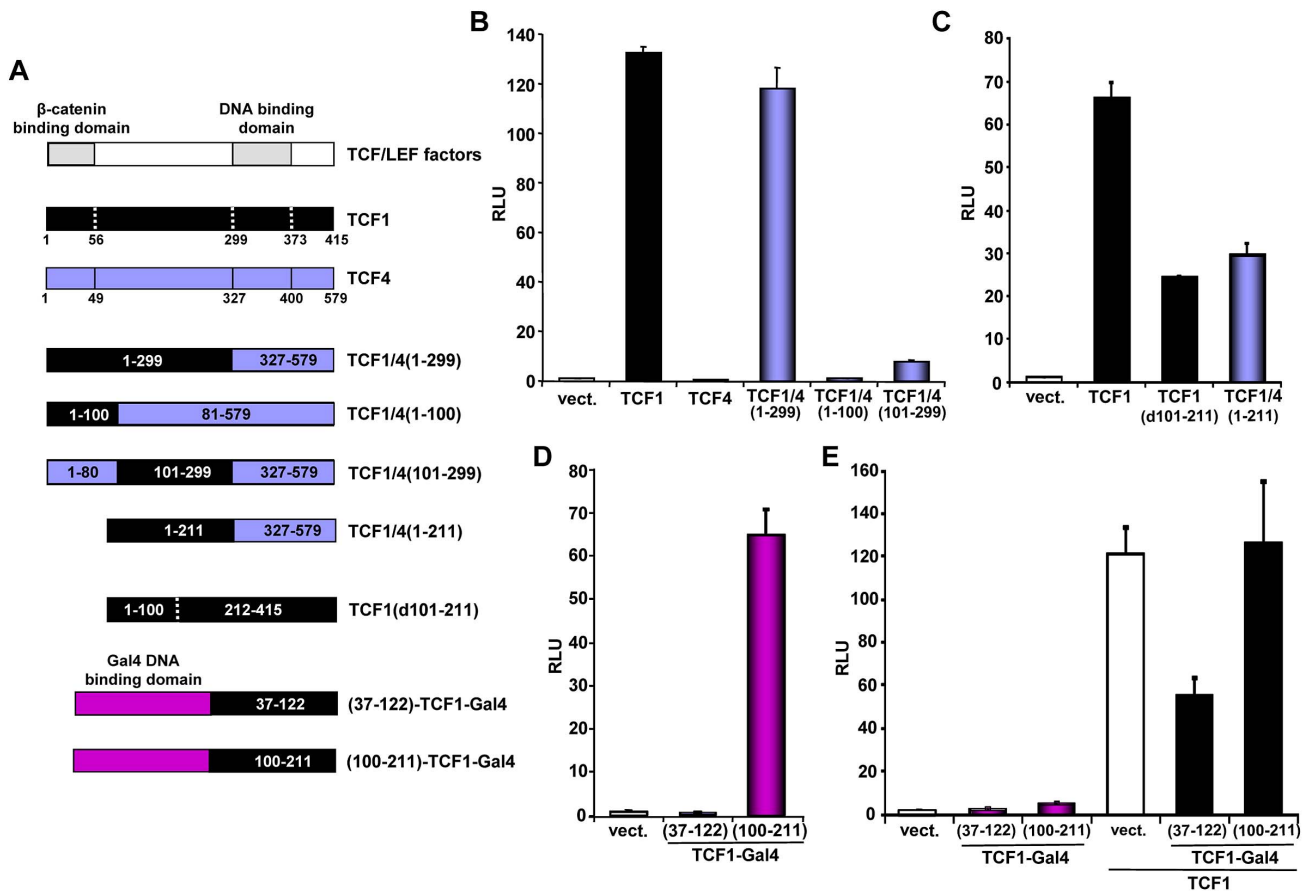 A
β-catenin
binding domain
DNA binding
domain
TCF/LEF factors
TCF1
1 56 299 373 415
TCF4
1 49 327 400 579
1-299 327-579 TCF1/4(1-299)
1-100 81-579 TCF1/4(1-100)
1-80 101-299 327-579 TCF1/4(101-299)
1-211 327-579 TCF1/4(1-211)
1-100 212-415 TCF1(d101-211)
Gal4 DNA
binding domain
37-122 (37-122)-TCF1-Gal4
100-211 (100-211)-TCF1-Gal4
B
RLU
140
120
100
80
60
40
20
0
vect. TCF1 TCF4 TCF1/4 TCF1/4 TCF1/4
(1-299) (1-100) (101-299)
C
RLU
80
70
60
50
40
30
20
10
0
vect. TCF1 TCF1 TCF1/4
(d101-211) (1-211)
D
RLU
80
70
60
50
40
30
20
10
0
vect. (37-122) (100-211)
TCF1-Gal4
E
RLU
160
140
120
100
80
60
40
20
0
vect. (37-122) (100-211) vect. (37-122) (100-211)
TCF1-Gal4 TCF1-Gal4
TCF1